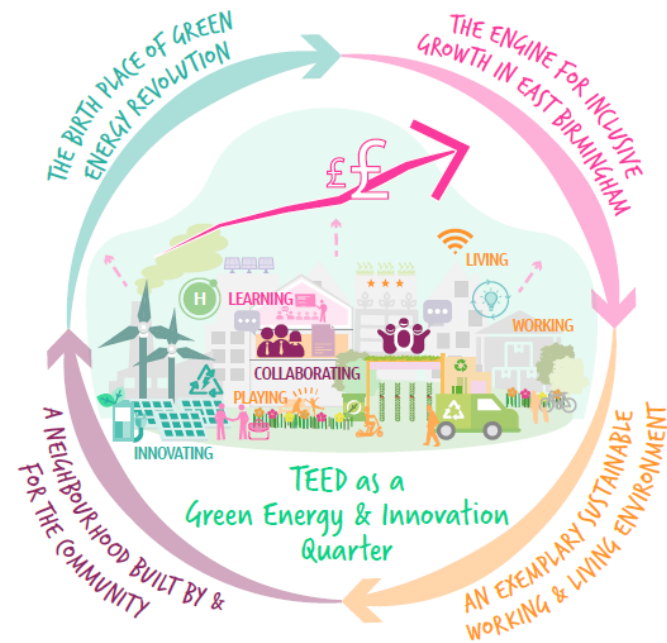 THE BIRTH PLACE OF GREEN
ENERGY REVOLUTION
THE ENGINE FOR INCLUSIVE
GROWTH IN EAST BIRMINGHAM
££
LIVING
H
LEARNING
WORKING
COLLABORATING
PLAYING
INNOVATING
TEED as a
Green Energy & Innovation
Quarter
A NEIGHBOURHOOD BUILT BY &
FOR THE COMMUNITY
AN EXEMPLARY SUSTAINABLE
WORKING & LIVING ENVIRONMENT